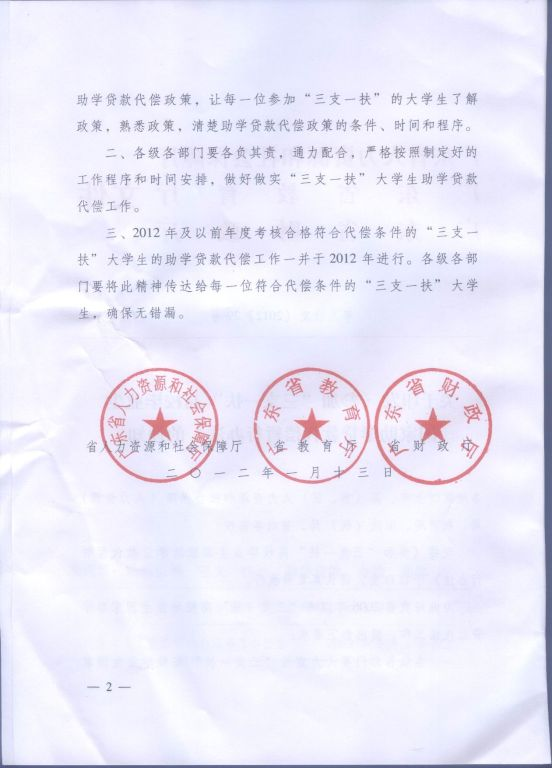 助学贷款代偿政策，让每一位参加“三支一扶”的大学生了解
政策，熟悉政策，清楚助学贷款代偿政策的条件、时间和程序。
二、各级各部门要各负其责，通力配合，严格按照制定好的
工作程序和时间安排，做好做实“三支一扶”大学生助学贷款
代偿工作。
三、2012 年及以前年度考核合格符合代偿条件的“三支一
扶”大学生的助学贷款代偿工作一并于 2012 年进行。各级各部
门要将此精神传达给每一位符合代偿条件的“三支一扶”大学
生，确保无错漏。
广东省人力资源和社会保障厅
广东省教育厅
广东省财政厅
省人力资源和社会保障厅 省教育厅 省财政厅
二〇一二年一月十三日
— 2 —